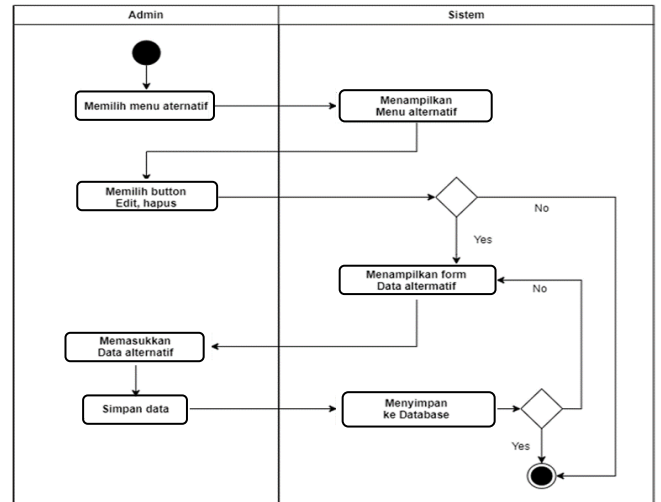 Admin
Sistem
Memilih menu aternatif
Menampilkan
Menu alternatif
Memilih button
Edit, hapus
No
Yes
Menampilkan form
Data alternatif
No
Memasukkan
Data alternatif
Simpan data
Menyimpan
ke Database
Yes